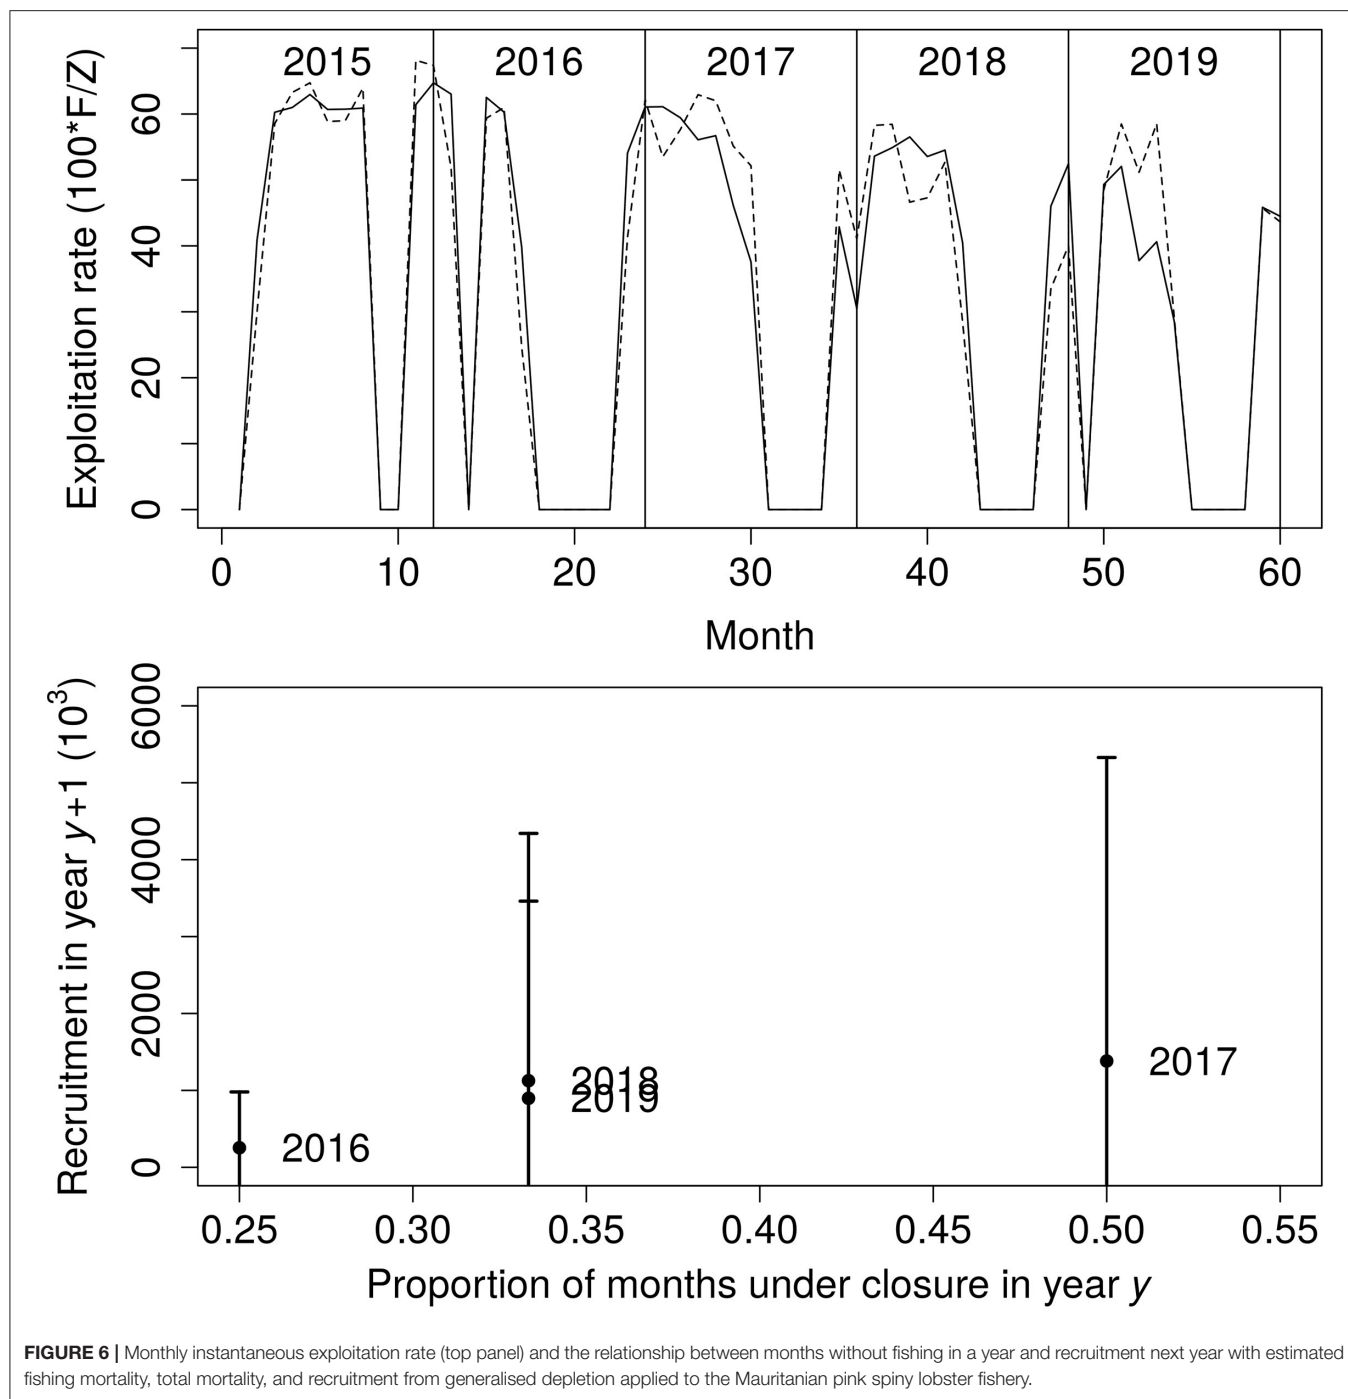 2015 2016 2017 2018 2019
Exploitation rate (100*F/Z)
60
40
20
0
0 10 20 30 40 50 60
Month
Recruitment in year y+1 (10³)
6000
4000
2000
0
2018
2019
2017
2016
0.25 0.30 0.35 0.40 0.45 0.50 0.55
Proportion of months under closure in year y
FIGURE 6 | Monthly instantaneous exploitation rate (top panel) and the relationship between months without fishing in a year and recruitment next year with estimated
fishing mortality, total mortality, and recruitment from generalised depletion applied to the Mauritanian pink spiny lobster fishery.